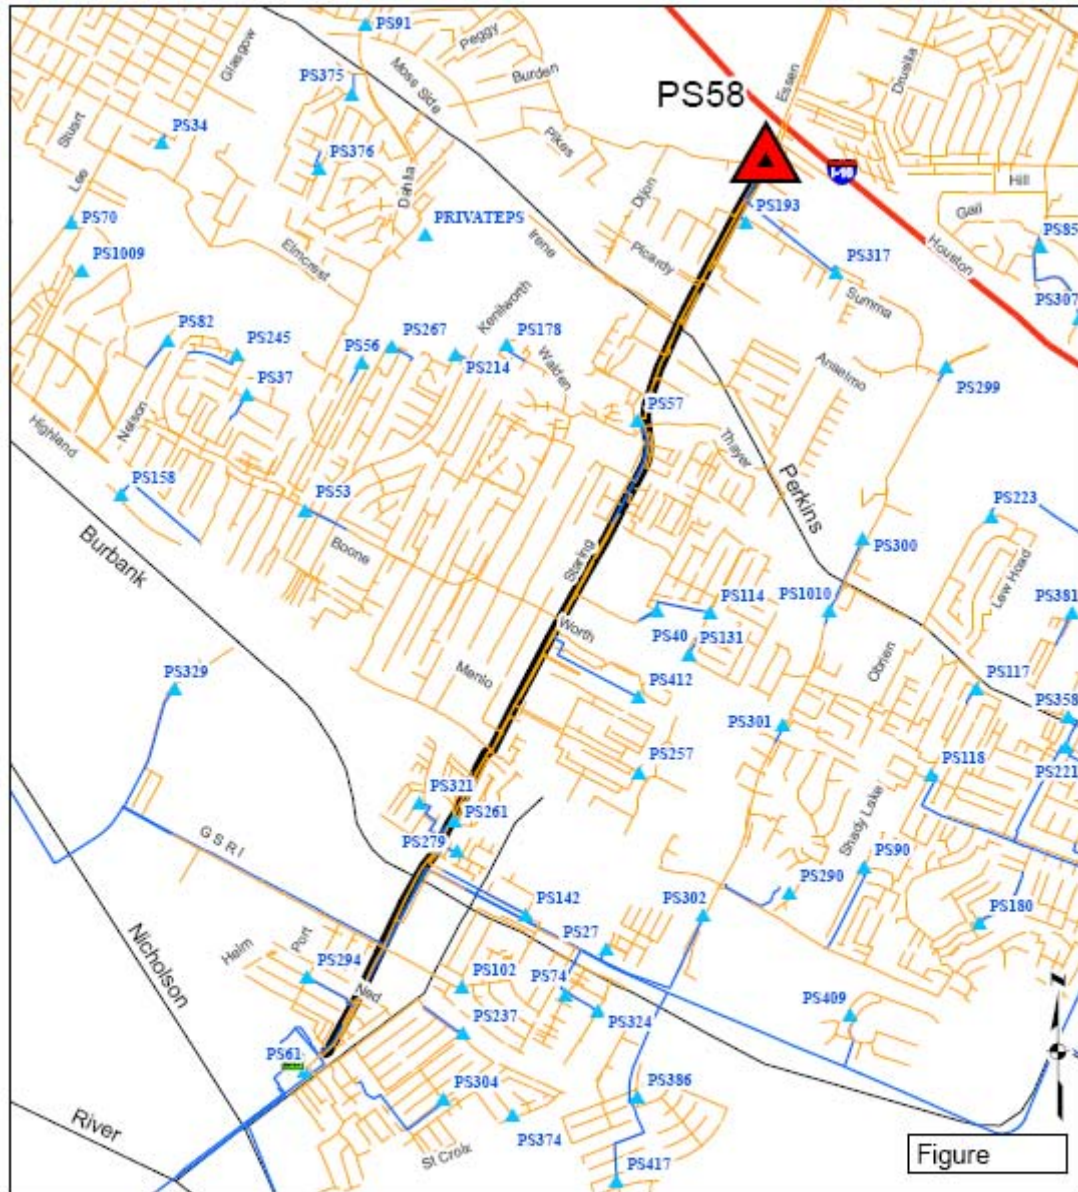 PS91
Peggy
Glasgow
Moss Side
Burden
Essen
Drusilla
PS375
PS58
Stuart
PS34
Pikes
PS376
I-10
Lee
Dahlia
Dijon
Hill
Gail
PS70
PRIVATEPS
PS193
PS85
Irene
Houston
Elmcrest
Picardy
PS317
PS1009
Summa
PS307
Kenilworth
PS82
PS267
PS178
PS245
PS56
PS214
Walden
Anselmo
PS37
PS299
Nelson
PS57
Highland
Thayer
PS158
Perkins
PS53
PS223
Burbank
Boone
PS300
Staring
Lew Hoad
PS114
PS1010
PS381
Worth
PS40
PS131
Obrien
Menlo
PS329
PS412
PS117
PS358
PS301
PS257
PS118
PS221
PS321
Shady Lake
PS261
G S R I
PS279
PS90
PS290
PS142
PS302
PS180
Nicholson
Helm
Port
PS27
PS294
PS102
PS74
Ned
PS409
PS237
PS324
z
PS61
PS304
PS386
River
PS374
St Croix
PS417
Figure